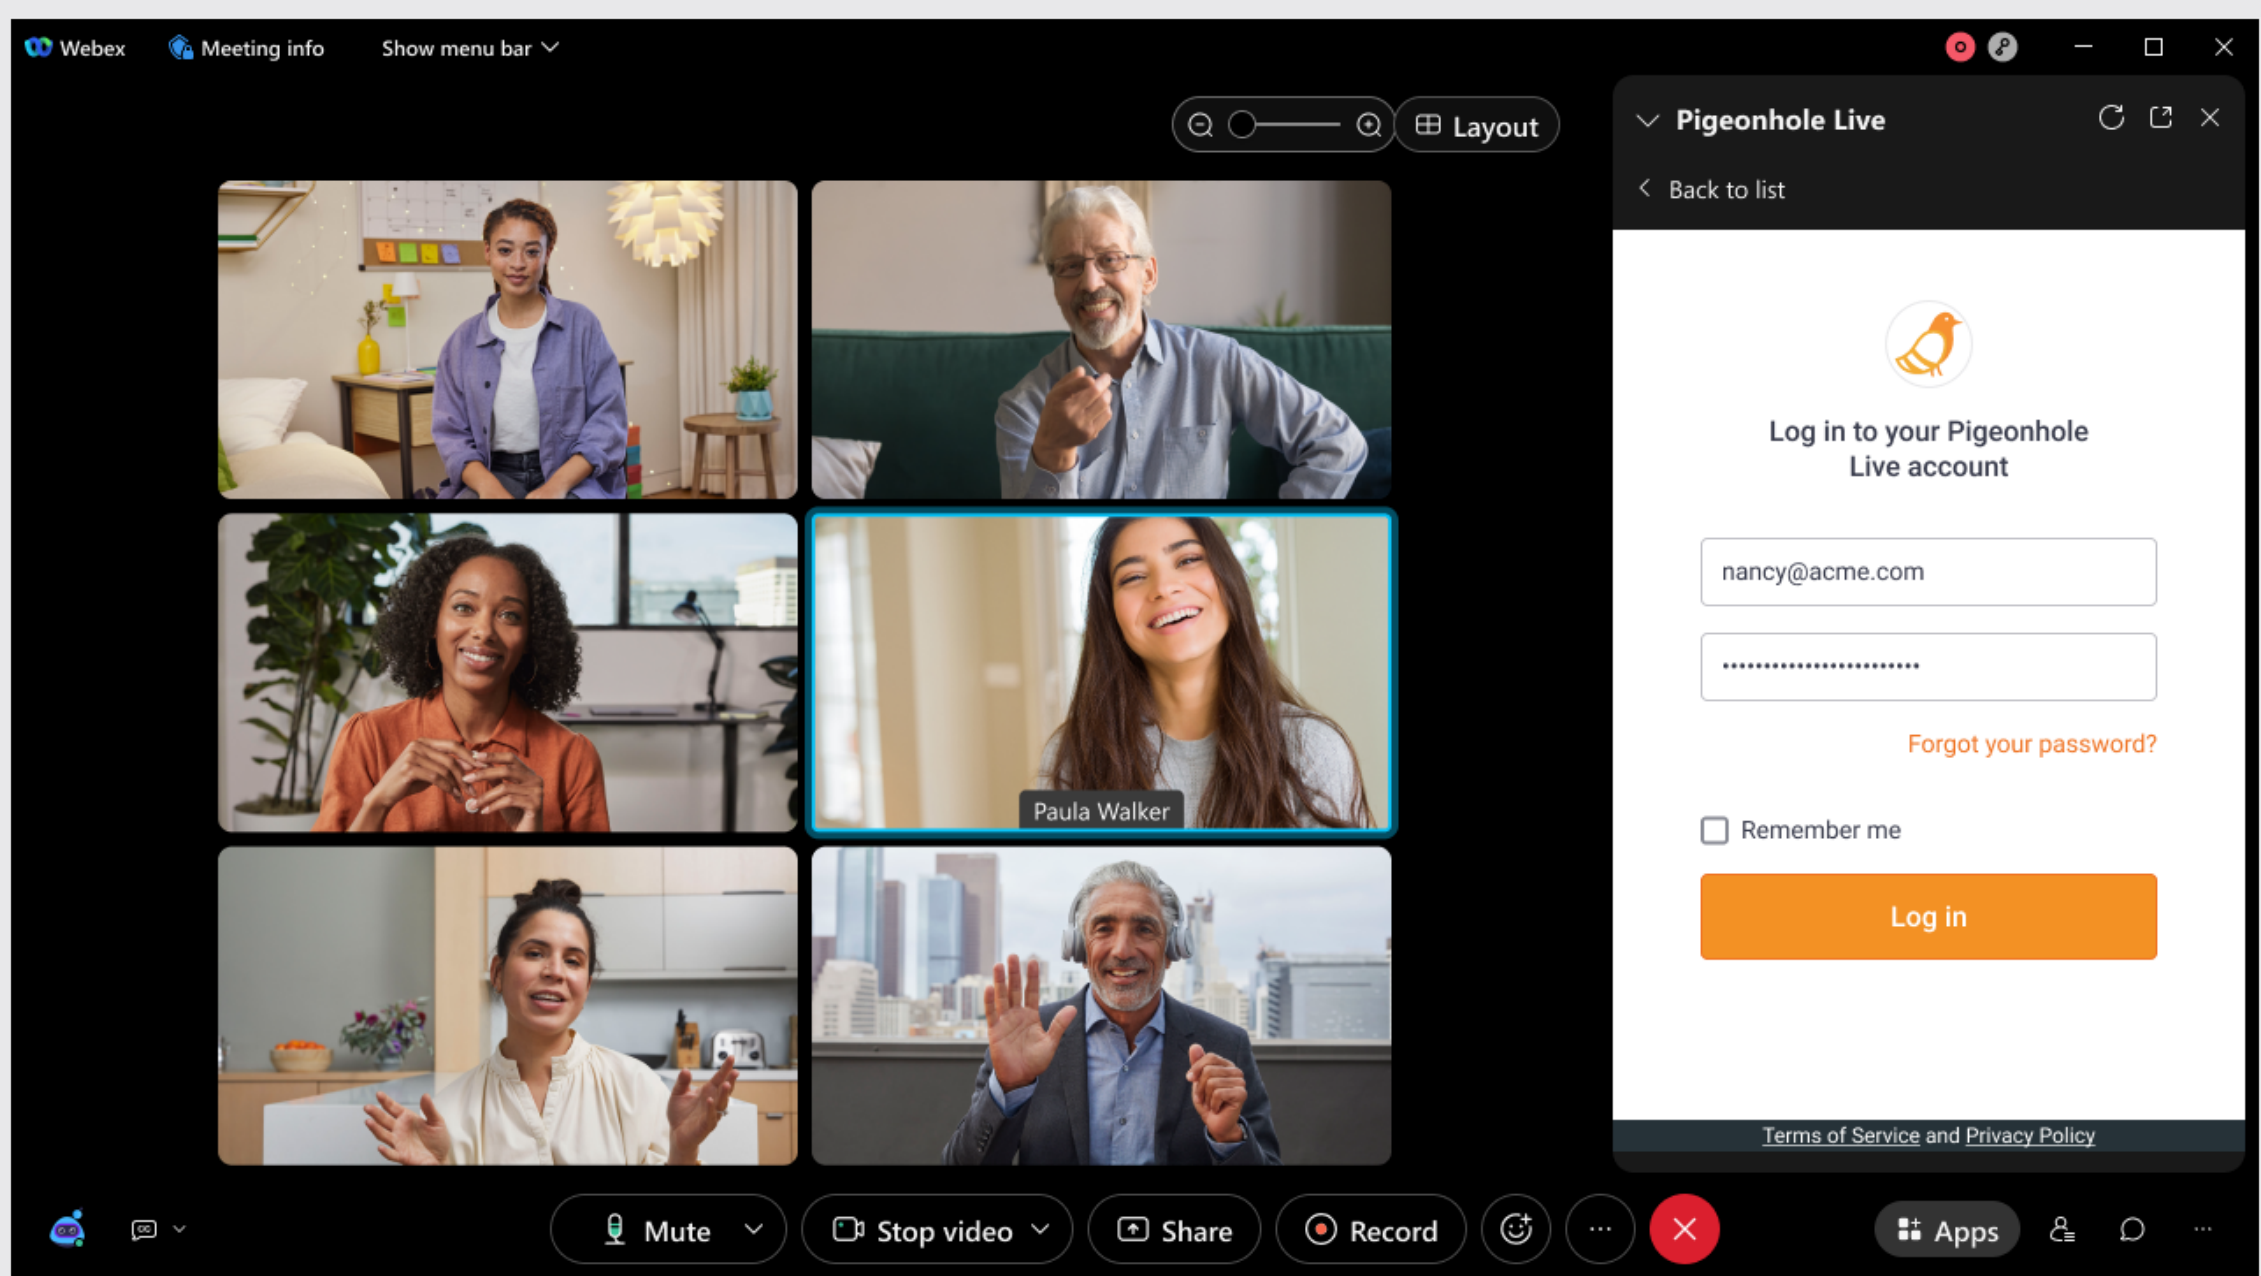 Webex
Meeting info
Show menu bar
Layout
Pigeonhole Live
Back to list
Log in to your Pigeonhole
Live account
nancy@acme.com
Forgot your password?
Remember me
Log in
Terms of Service and Privacy Policy
Paula Walker
CC
Mute
Stop video
Share
Record
Apps